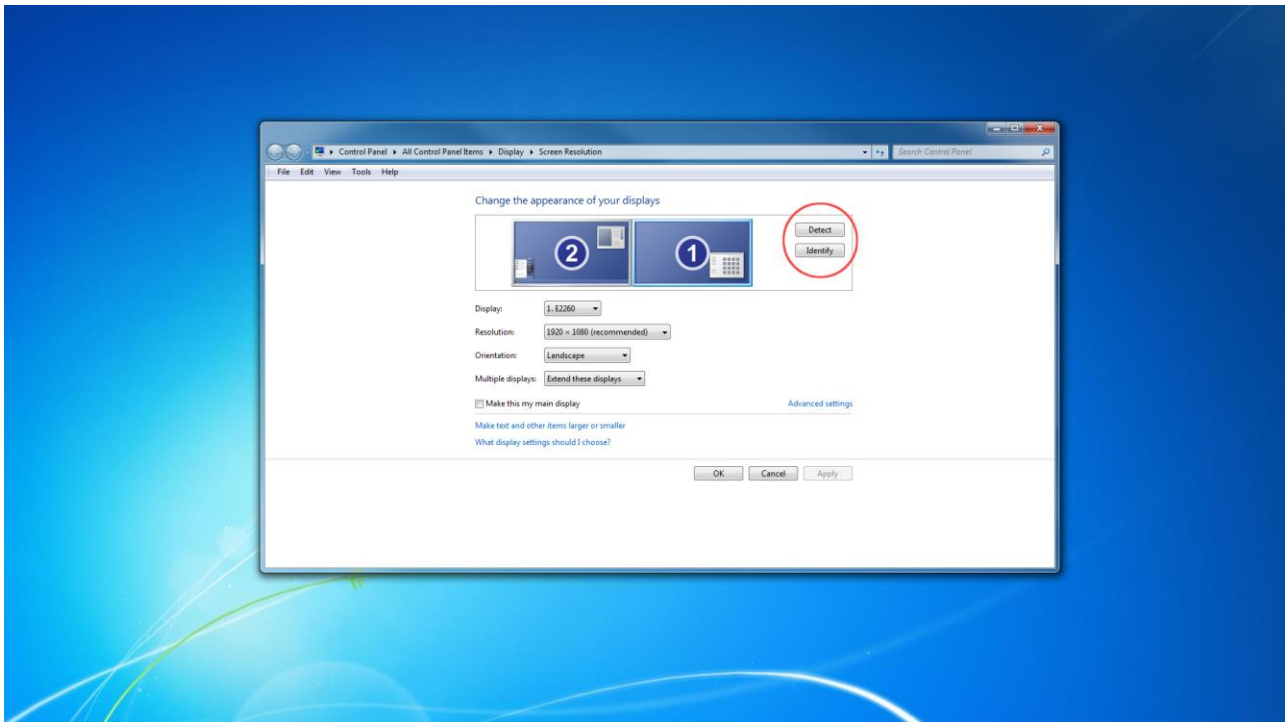 Control Panel ▸ All Control Panel Items ▸ Display ▸ Screen Resolution
Search Control Panel
File Edit View Tools Help
Change the appearance of your displays
2 1
Detect
Identify
Display: 1. E2260
Resolution: 1920 × 1080 (recommended)
Orientation: Landscape
Multiple displays: Extend these displays
Make this my main display Advanced settings
Make text and other items larger or smaller
What display settings should I choose?
OK Cancel Apply